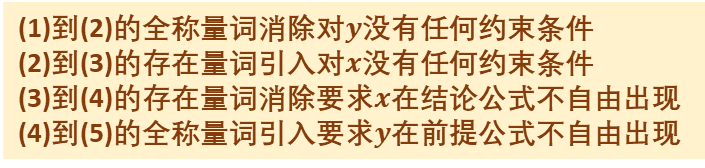 (1)到(2)的全称量词消除对y没有任何约束条件
(2)到(3)的存在量词引入对x没有任何约束条件
(3)到(4)的存在量词消除要求x在结论公式不自由出现
(4)到(5)的全称量词引入要求y在前提公式不自由出现